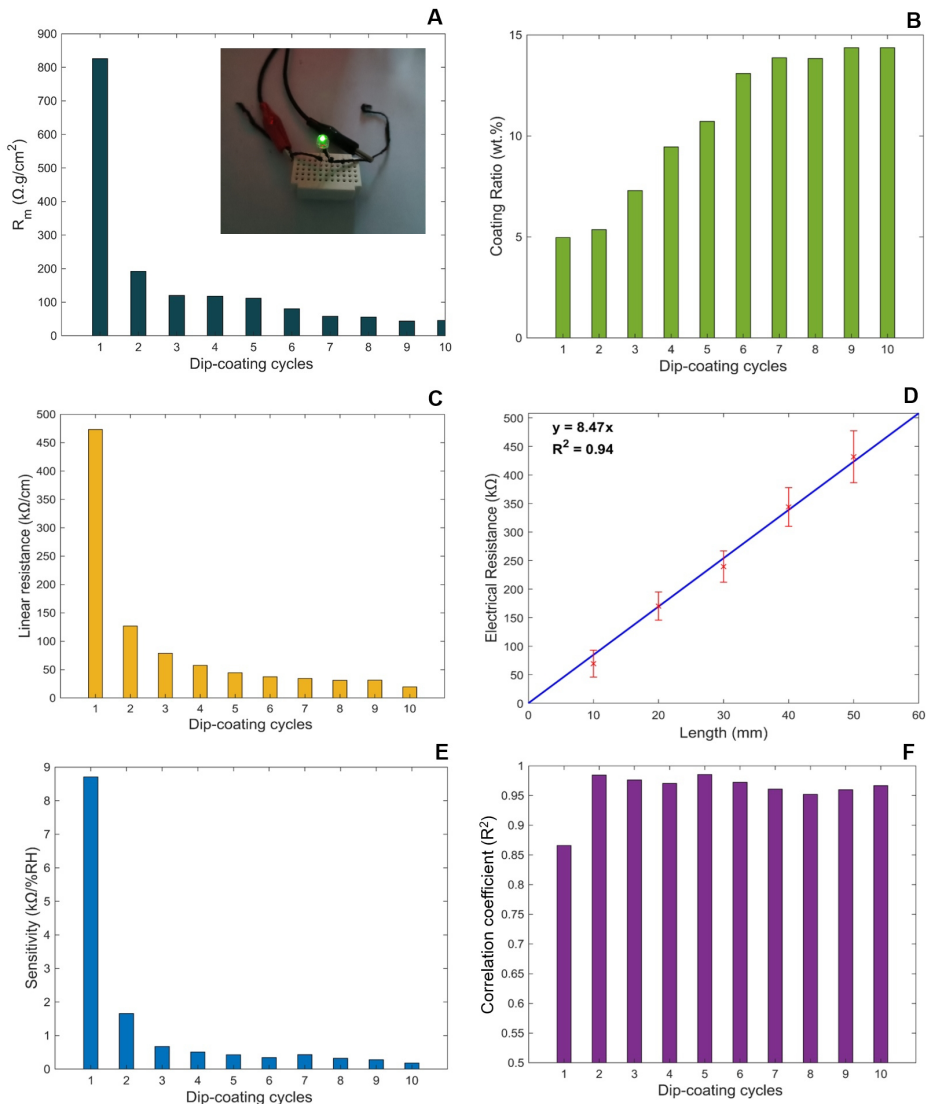 A
900
800
700
600
500
400
300
200
100
0
R_m (Ω.g/cm²)
1 2 3 4 5 6 7 8 9 10
Dip-coating cycles
B
15
10
5
0
Coating Ratio (wt.%)
1 2 3 4 5 6 7 8 9 10
Dip-coating cycles
C
500
450
400
350
300
250
200
150
100
50
0
Linear resistance (kΩ/cm)
1 2 3 4 5 6 7 8 9 10
Dip-coating cycles
D
y = 8.47x
R² = 0.94
500
450
400
350
300
250
200
150
100
50
0
Electrical Resistance (kΩ)
0 10 20 30 40 50 60
Length (mm)
E
9
8
7
6
5
4
3
2
1
0
Sensitivity (kΩ/%RH)
1 2 3 4 5 6 7 8 9 10
Dip-coating cycles
F
1
0.95
0.9
0.85
0.8
0.75
0.7
0.65
0.6
0.55
0.5
Correlation coefficient (R²)
1 2 3 4 5 6 7 8 9 10
Dip-coating cycles